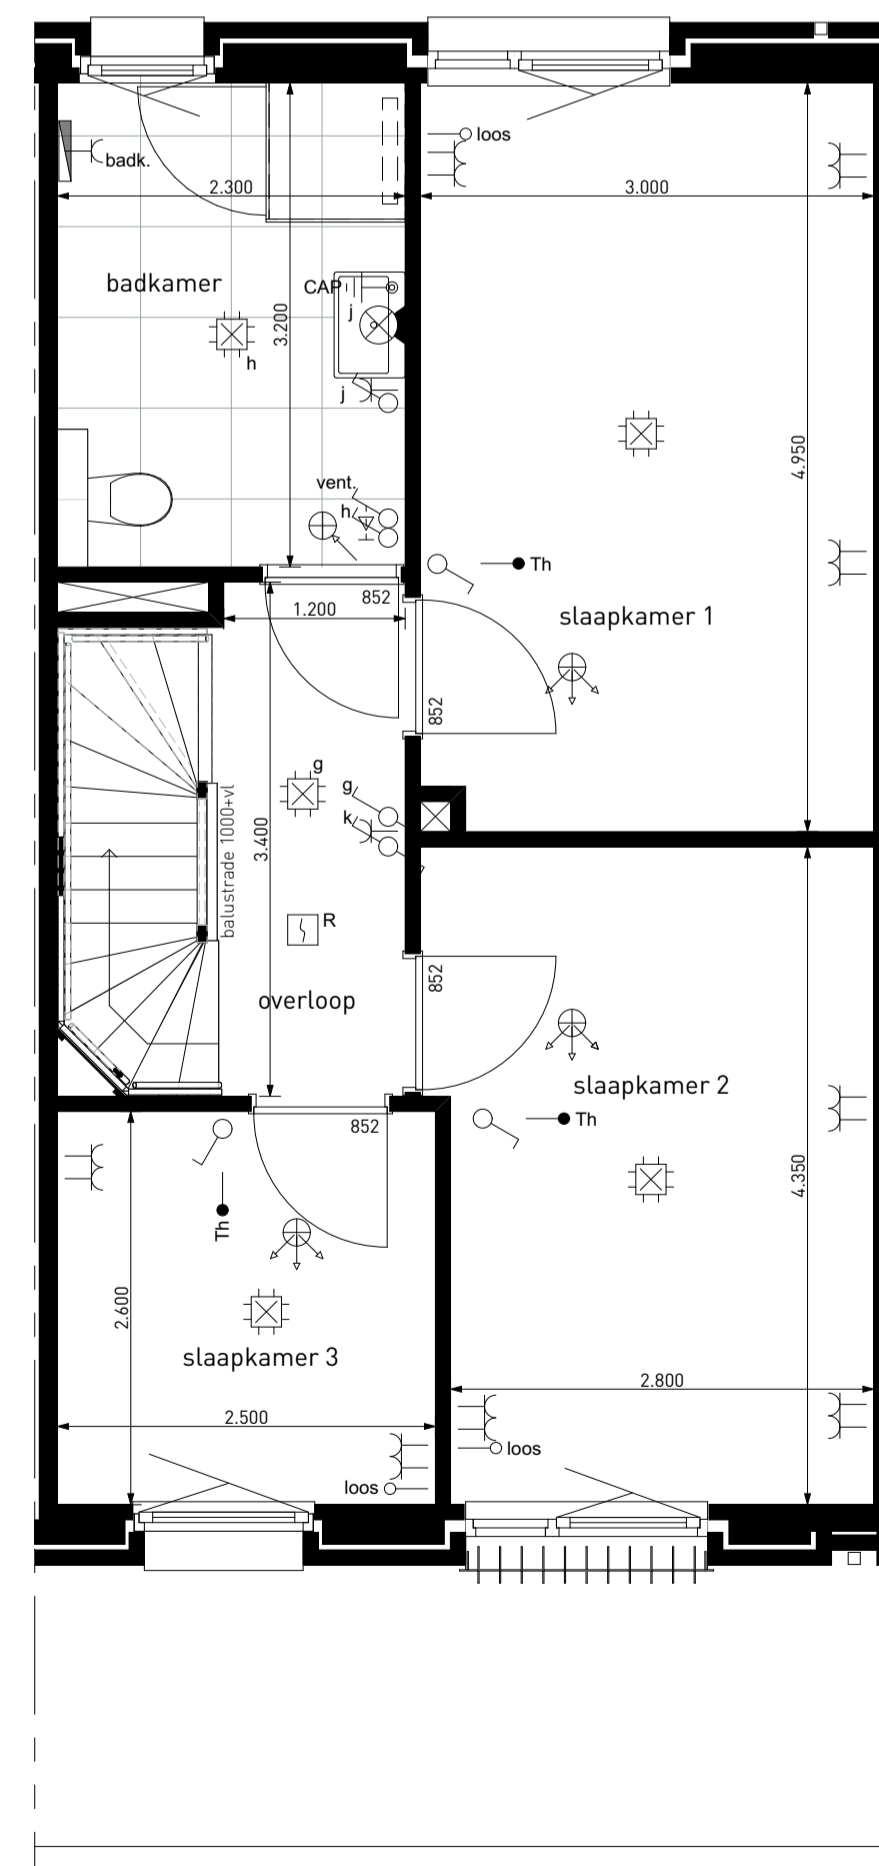 loos
badk.
2.300
3.000
badkamer
CAP
j
3.200
h
j
4.950
vent.
h
Th
852
1.200
slaapkamer 1
852
g
g
balustrade 1000+vl
3.400
k
R
852
overloop
slaapkamer 2
852
Th
4.350
Th
2.600
slaapkamer 3
2.800
2.500
loos
loos